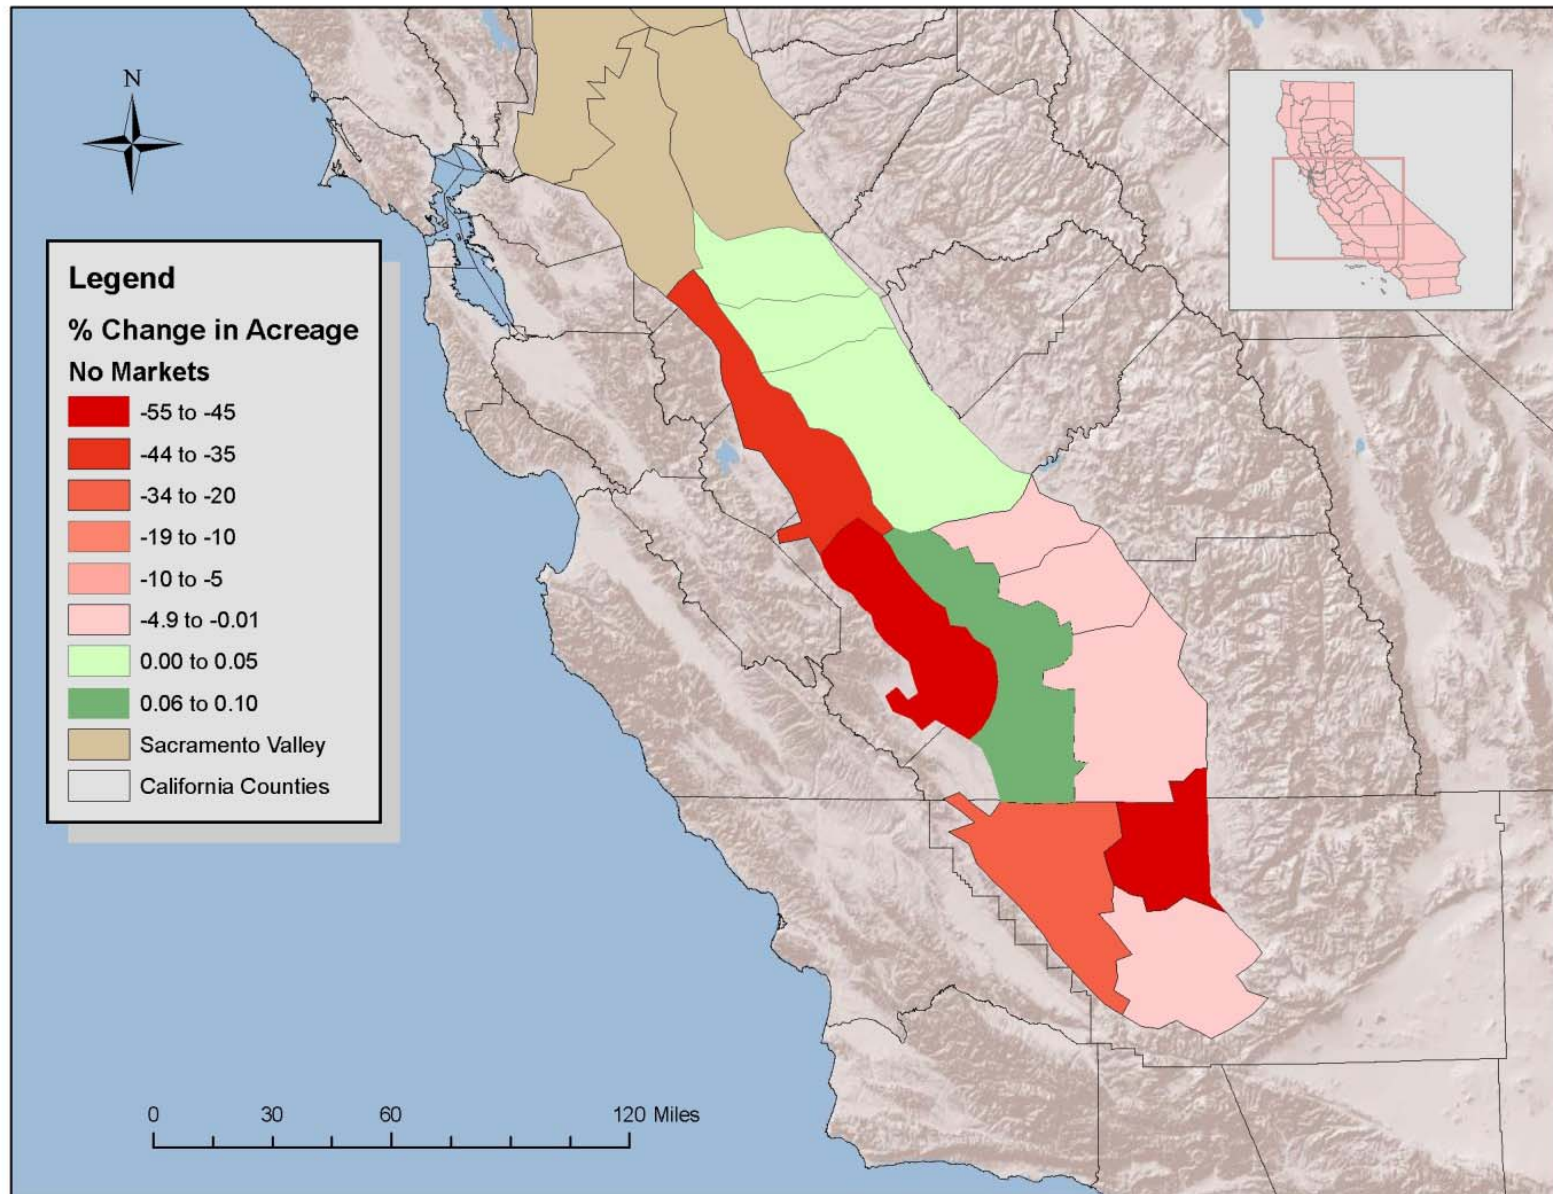 N
Legend
% Change in Acreage
No Markets
-55 to -45
-44 to -35
-34 to -20
-19 to -10
-10 to -5
-4.9 to -0.01
0.00 to 0.05
0.06 to 0.10
Sacramento Valley
California Counties
0 30 60 120 Miles